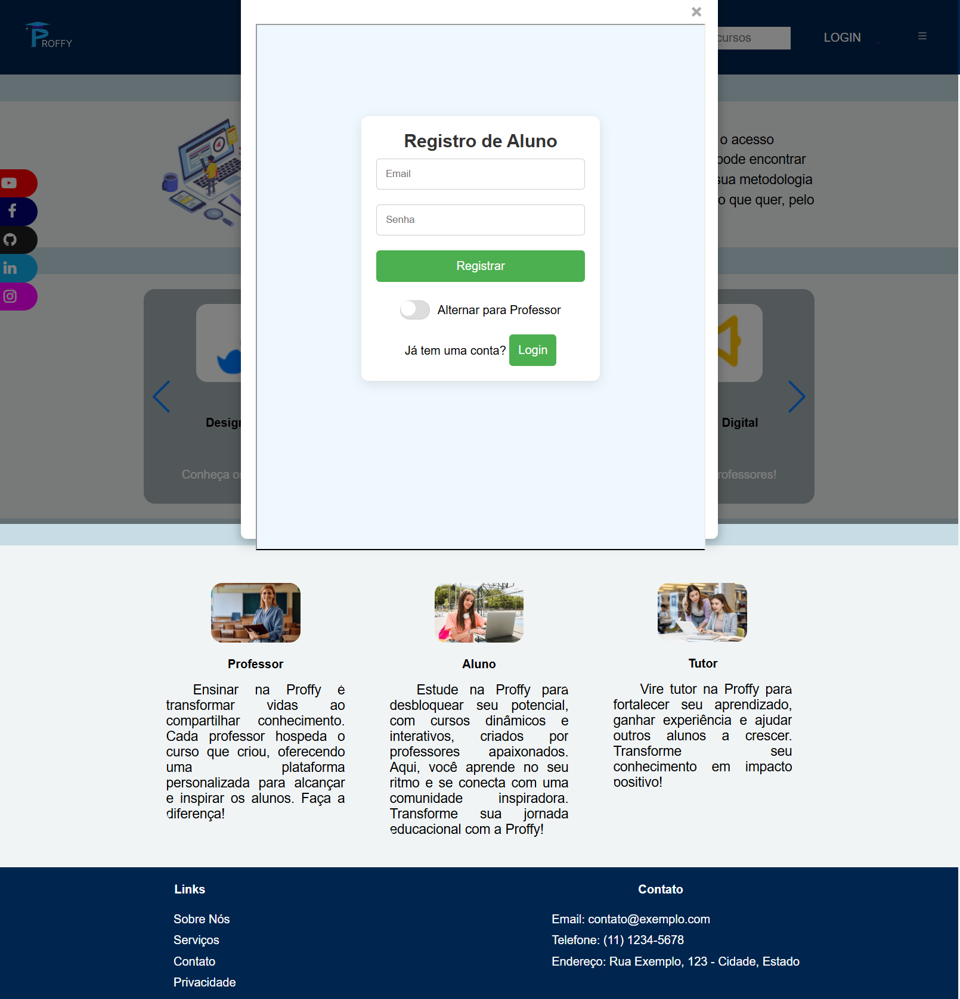 PROFFY
×
cursos
LOGIN
☰
Registro de Aluno
Email
Senha
Registrar
Alternar para Professor
Já tem uma conta? Login
o acesso
pode encontrar
sua metodologia
o que quer, pelo
Design
Digital
Conheça os
rofessores!
Professor
Ensinar na Proffy é
transformar vidas ao
compartilhar conhecimento.
Cada professor hospeda o
curso que criou, oferecendo
uma plataforma
personalizada para alcançar
e inspirar os alunos. Faça a
diferença!
Aluno
Estude na Proffy para
desbloquear seu potencial,
com cursos dinâmicos e
interativos, criados por
professores apaixonados.
Aqui, você aprende no seu
ritmo e se conecta com uma
comunidade inspiradora.
Transforme sua jornada
educacional com a Proffy!
Tutor
Vire tutor na Proffy para
fortalecer seu aprendizado,
ganhar experiência e ajudar
outros alunos a crescer.
Transforme seu
conhecimento em impacto
positivo!
Links
Sobre Nós
Serviços
Contato
Privacidade
Contato
Email: contato@exemplo.com
Telefone: (11) 1234-5678
Endereço: Rua Exemplo, 123 - Cidade, Estado